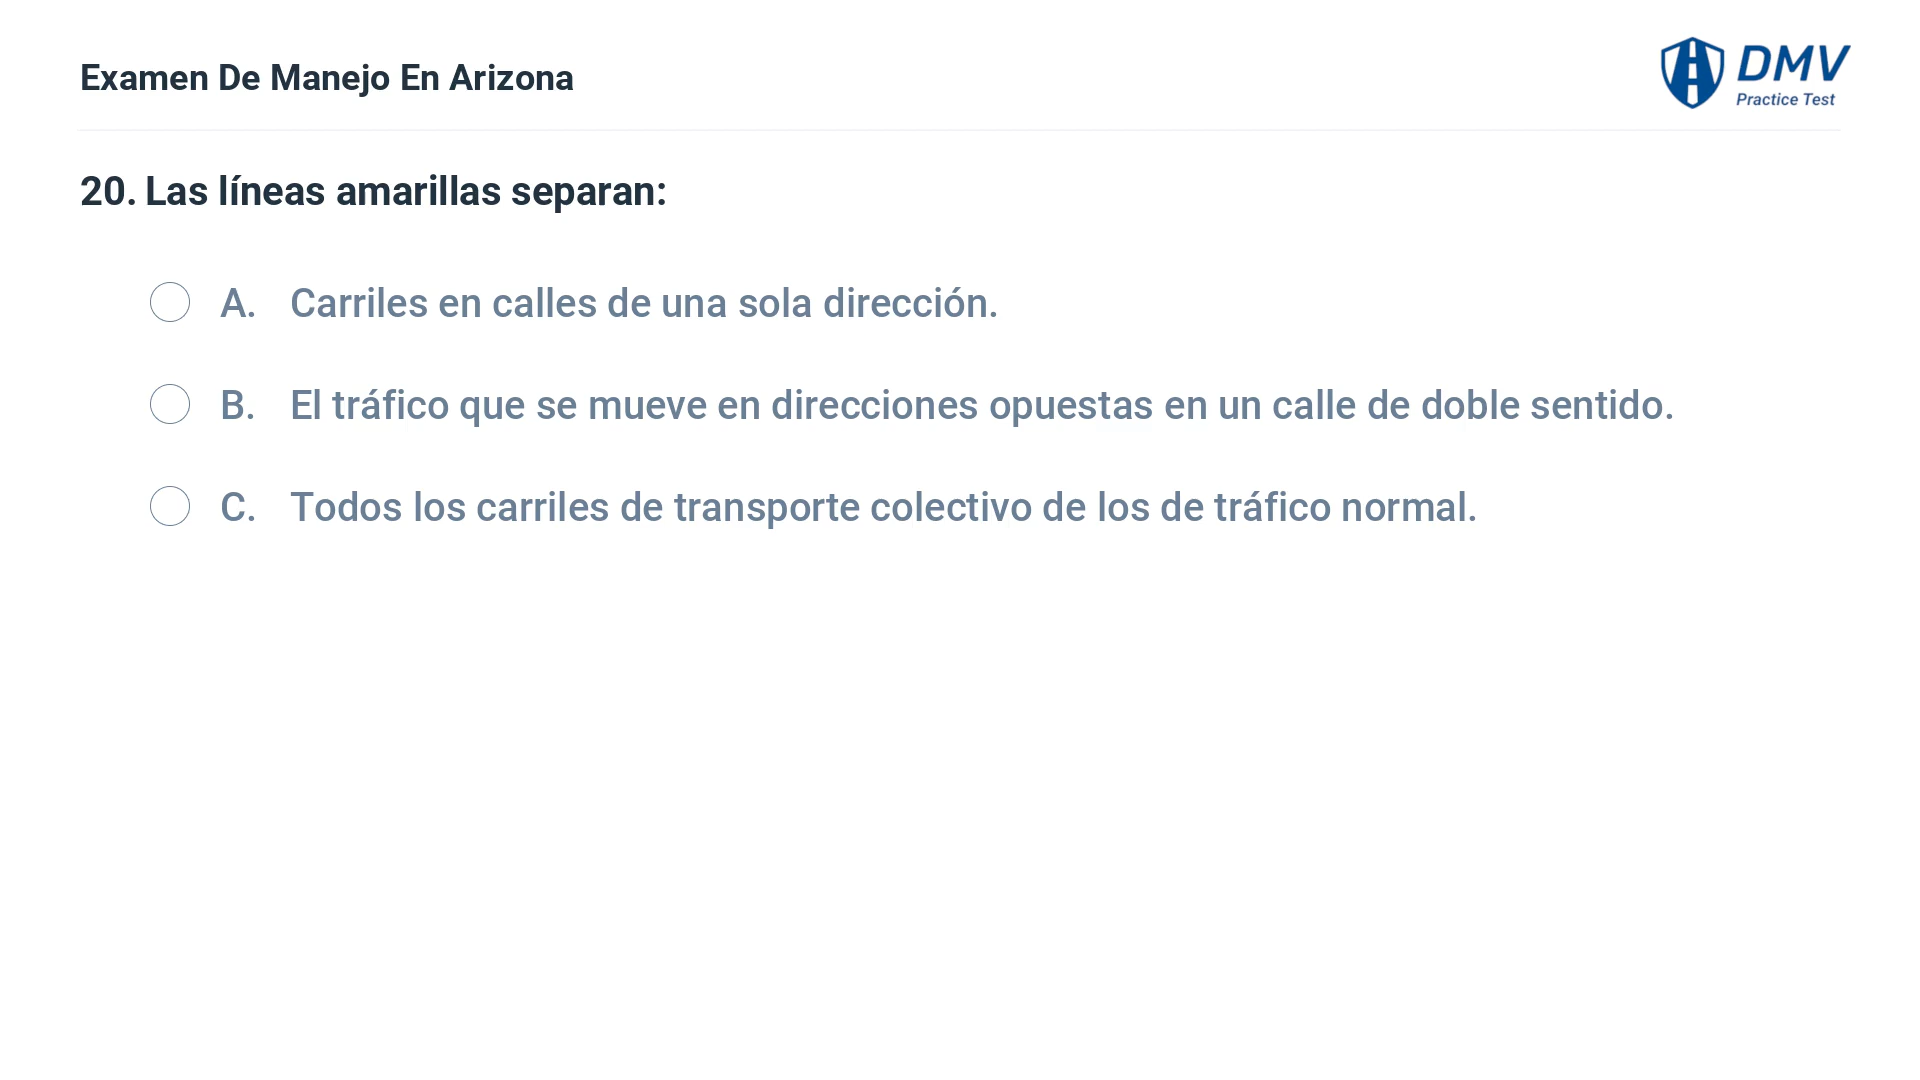 Examen De Manejo En Arizona
DMV
Practice Test
20. Las líneas amarillas separan:
A. Carriles en calles de una sola dirección.
B. El tráfico que se mueve en direcciones opuestas en un calle de doble sentido.
C. Todos los carriles de transporte colectivo de los de tráfico normal.